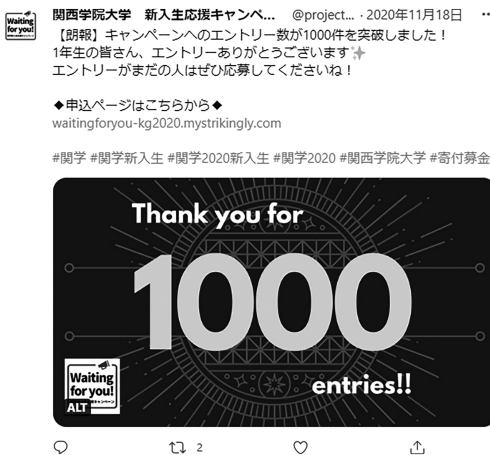 関西学院大学 新入生応援キャンペ... @project... · 2020年11月18日 ...
【朗報】キャンペーンへのエントリー数が1000件を突破しました！
1年生の皆さん、エントリーありがとうございます✨
エントリーがまだの人はぜひ応募してくださいね！
◆申込ページはこちらから◆
waitingforyou-kg2020.mystrikingly.com
#関学 #関学新入生 #関学2020新入生 #関学2020 #関西学院大学 #寄付募金
Thank you for
1000
entries!!
Waiting
for you!
ALT
キャンペーン
2
Waiting
for you!